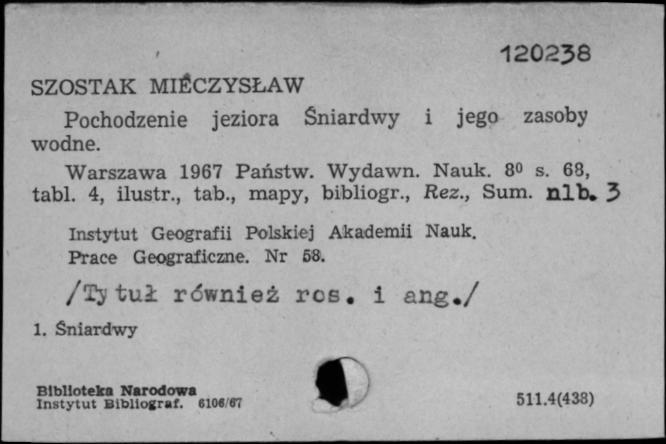 120238
SZOSTAK MIECZYSŁAW
Pochodzenie jeziora Śniardwy i jego zasoby
wodne.
Warszawa 1967 Państw. Wydawn. Nauk. 8⁰ s. 68,
tabl. 4, ilustr., tab., mapy, bibliogr., Rez., Sum. nlb. 3
Instytut Geografii Polskiej Akademii Nauk.
Prace Geograficzne. Nr 58.
/Tytuł również ros. i ang./
1. Śniardwy
Biblioteka Narodowa
Instytut Bibliograf. 6106/67
511.4(438)